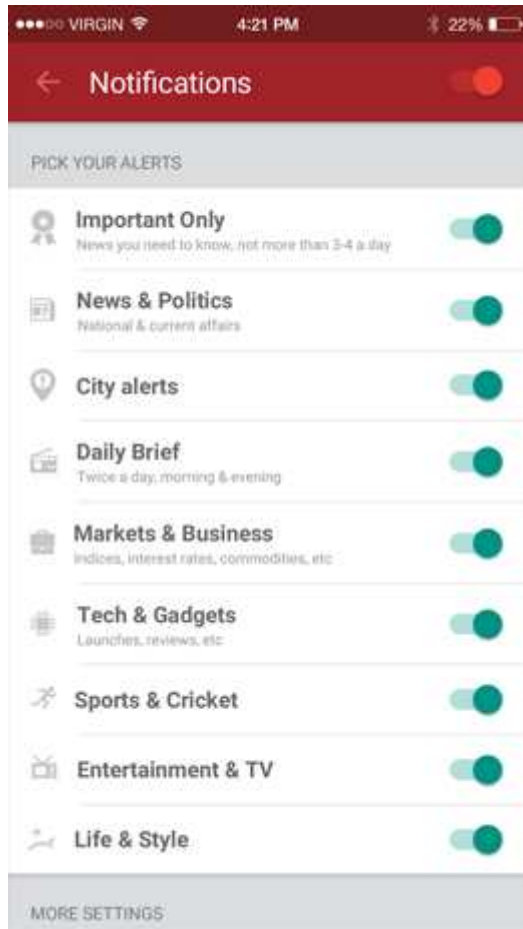 VIRGIN 4:21 PM 22%
Notifications
PICK YOUR ALERTS
Important Only
News you need to know, not more than 3-4 a day
News & Politics
National & current affairs
City alerts
Daily Brief
Twice a day, morning & evening
Markets & Business
Indices, interest rates, commodities, etc
Tech & Gadgets
Launches, reviews, etc
Sports & Cricket
Entertainment & TV
Life & Style
MORE SETTINGS